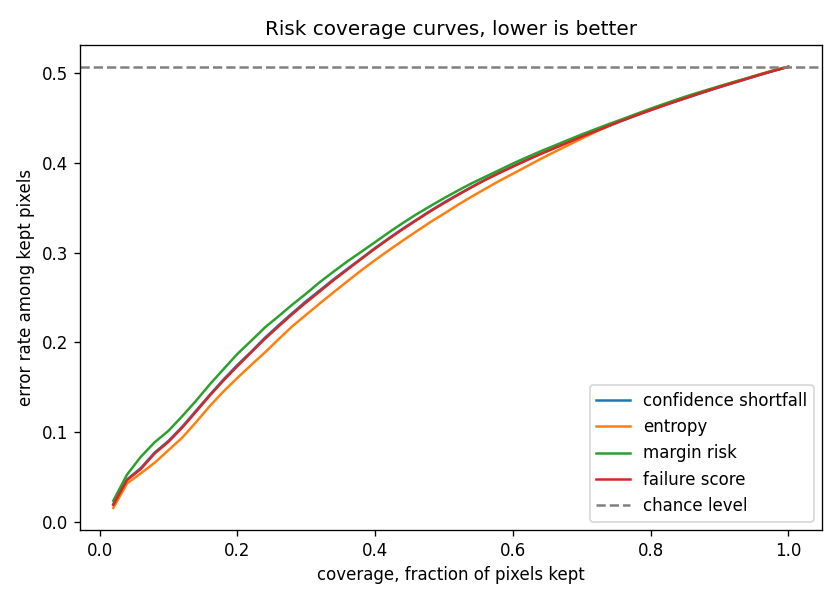 Risk coverage curves, lower is better
error rate among kept pixels
0.5
0.4
0.3
0.2
0.1
0.0
confidence shortfall
entropy
margin risk
failure score
chance level
0.0 0.2 0.4 0.6 0.8 1.0
coverage, fraction of pixels kept